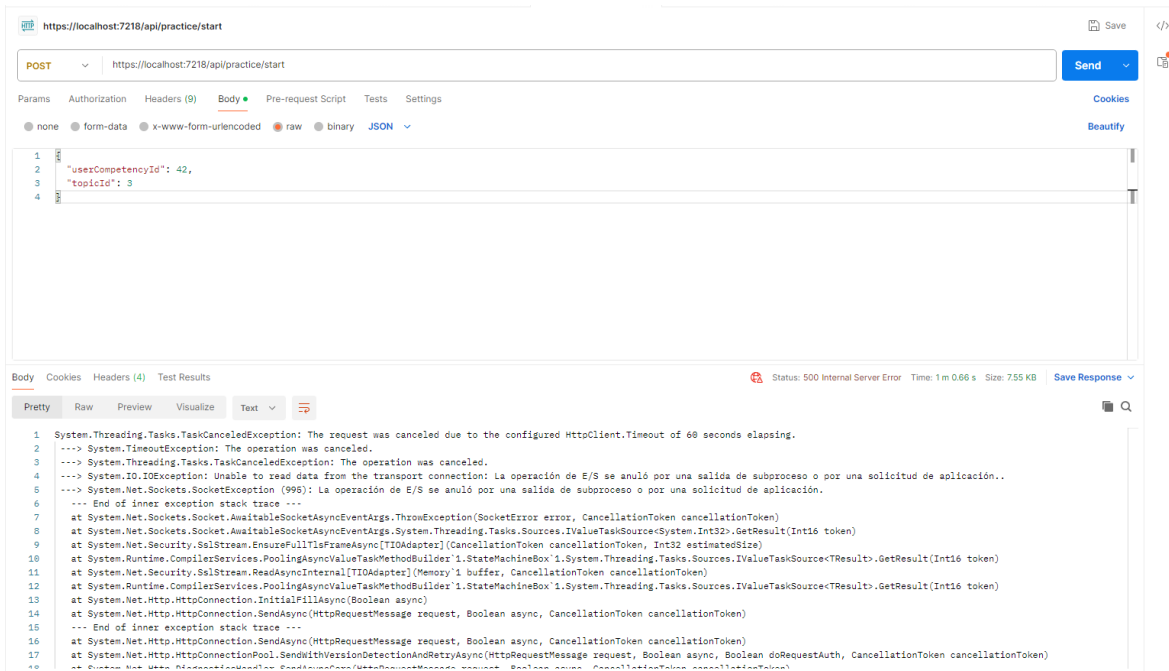 HTTP https://localhost:7218/api/practice/start Save </>
POST https://localhost:7218/api/practice/start Send
Params Authorization Headers (9) Body Pre-request Script Tests Settings Cookies
none form-data x-www-form-urlencoded raw binary JSON Beautify
1 {
2 "userCompetencyId": 42,
3 "topicId": 3
4 }
Body Cookies Headers (4) Test Results Status: 500 Internal Server Error Time: 1 m 0.66 s Size: 7.55 KB Save Response
Pretty Raw Preview Visualize Text
1 System.Threading.Tasks.TaskCanceledException: The request was canceled due to the configured HttpClient.Timeout of 60 seconds elapsing.
2 ---> System.TimeoutException: The operation was canceled.
3 ---> System.Threading.Tasks.TaskCanceledException: The operation was canceled.
4 ---> System.IO.IOException: Unable to read data from the transport connection: La operación de E/S se anuló por una salida de subproceso o por una solicitud de aplicación..
5 ---> System.Net.Sockets.SocketException (995): La operación de E/S se anuló por una salida de subproceso o por una solicitud de aplicación.
6 --- End of inner exception stack trace ---
7 at System.Net.Sockets.Socket.AwaitableSocketAsyncEventArgs.ThrowException(SocketError error, CancellationToken cancellationToken)
8 at System.Net.Sockets.Socket.AwaitableSocketAsyncEventArgs.System.Threading.Tasks.Sources.IValueTaskSource<System.Int32>.GetResult(Int16 token)
9 at System.Net.Security.SslStream.EnsureFullTlsFrameAsync[TIOAdapter](CancellationToken cancellationToken, Int32 estimatedSize)
10 at System.Runtime.CompilerServices.PoolingAsyncValueTaskMethodBuilder`1.StateMachineBox`1.System.Threading.Tasks.Sources.IValueTaskSource<TResult>.GetResult(Int16 token)
11 at System.Net.Security.SslStream.ReadAsyncInternal[TIOAdapter](Memory`1 buffer, CancellationToken cancellationToken)
12 at System.Runtime.CompilerServices.PoolingAsyncValueTaskMethodBuilder`1.StateMachineBox`1.System.Threading.Tasks.Sources.IValueTaskSource<TResult>.GetResult(Int16 token)
13 at System.Net.Http.HttpConnection.InitialFillAsync(Boolean async)
14 at System.Net.Http.HttpConnection.SendAsync(HttpRequestMessage request, Boolean async, CancellationToken cancellationToken)
15 --- End of inner exception stack trace ---
16 at System.Net.Http.HttpConnection.SendAsync(HttpRequestMessage request, Boolean async, CancellationToken cancellationToken)
17 at System.Net.Http.HttpConnectionPool.SendWithVersionDetectionAndRetryAsync(HttpRequestMessage request, Boolean async, Boolean doRequestAuth, CancellationToken cancellationToken)
18 at System.Net.Http.DiagnosticsHandler.SendAsyncCore(HttpRequestMessage request, Boolean async, CancellationToken cancellationToken)